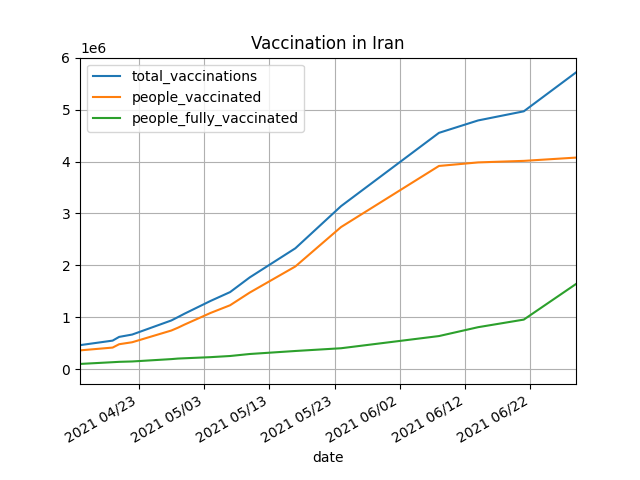 Vaccination in Iran
1e6
6
5
4
3
2
1
0
total_vaccinations
people_vaccinated
people_fully_vaccinated
2021 04/23
2021 05/03
2021 05/13
2021 05/23
2021 06/02
2021 06/12
2021 06/22
date